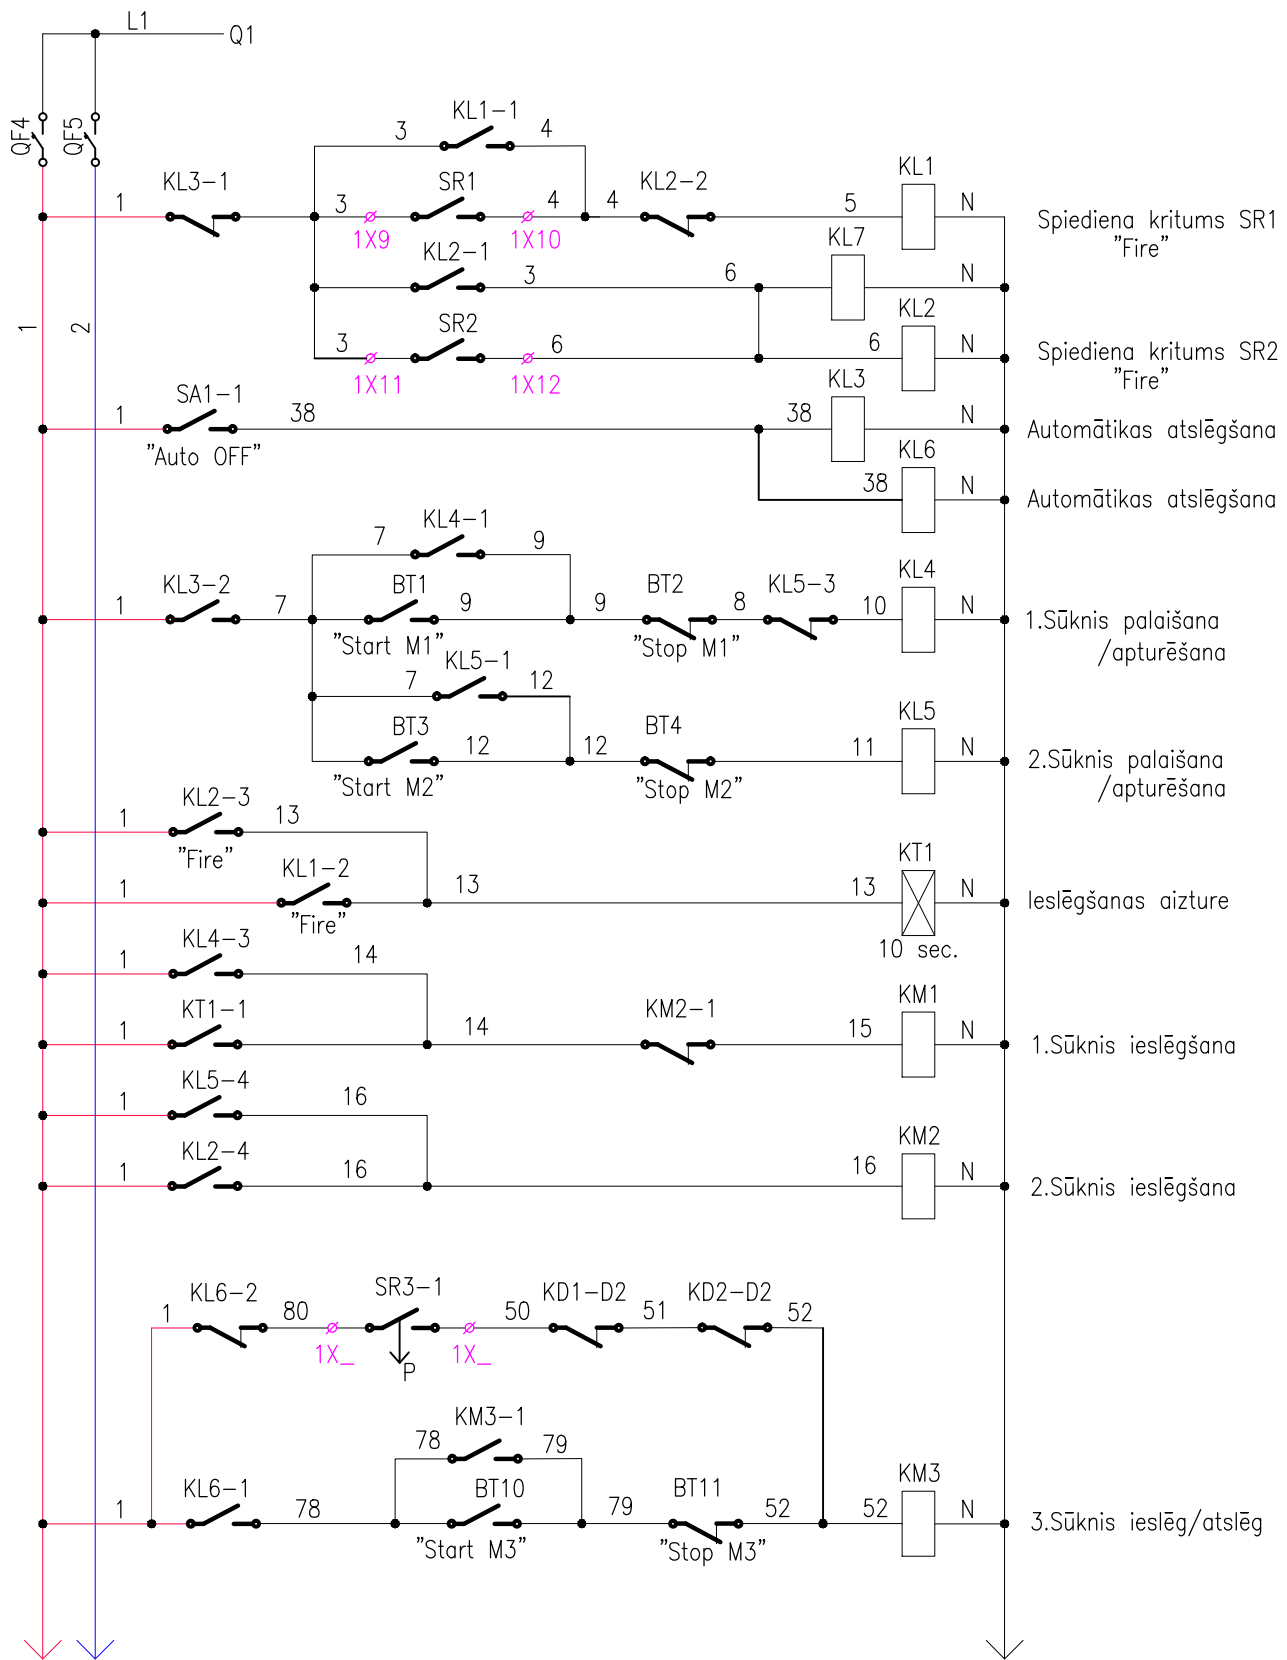 L1
Q1
QF4
QF5
KL1-1
3
4
KL3-1
SR1
KL2-2
KL1
1
3
4
4
5
N
1X9
1X10
Spiediena kritums SR1
"Fire"
KL2-1
KL7
3
6
N
1
2
SR2
KL2
3
6
6
N
1X11
1X12
Spiediena kritums SR2
"Fire"
SA1-1
KL3
1
38
38
N
"Auto OFF"
Automātikas atslēgšana
KL6
38
N
Automātikas atslēgšana
KL4-1
7
9
KL3-2
BT1
BT2
KL5-3
KL4
1
7
9
9
8
10
N
"Start M1"
"Stop M1"
1.Sūknis palaišana
/apturēšana
KL5-1
7
12
BT3
BT4
KL5
12
12
11
N
"Start M2"
"Stop M2"
2.Sūknis palaišana
/apturēšana
KL2-3
1
13
"Fire"
KL1-2
KT1
1
13
13
N
"Fire"
10 sec.
Ieslēgšanas aizture
KL4-3
1
14
KT1-1
KM2-1
KM1
1
14
15
N
1.Sūknis ieslēgšana
KL5-4
1
16
KL2-4
KM2
1
16
16
N
2.Sūknis ieslēgšana
KL6-2
SR3-1
KD1-D2
KD2-D2
1
80
50
51
52
1X_
1X_
P
KM3-1
78
79
KL6-1
BT10
BT11
KM3
1
78
79
52
52
N
"Start M3"
"Stop M3"
3.Sūknis ieslēg/atslēg